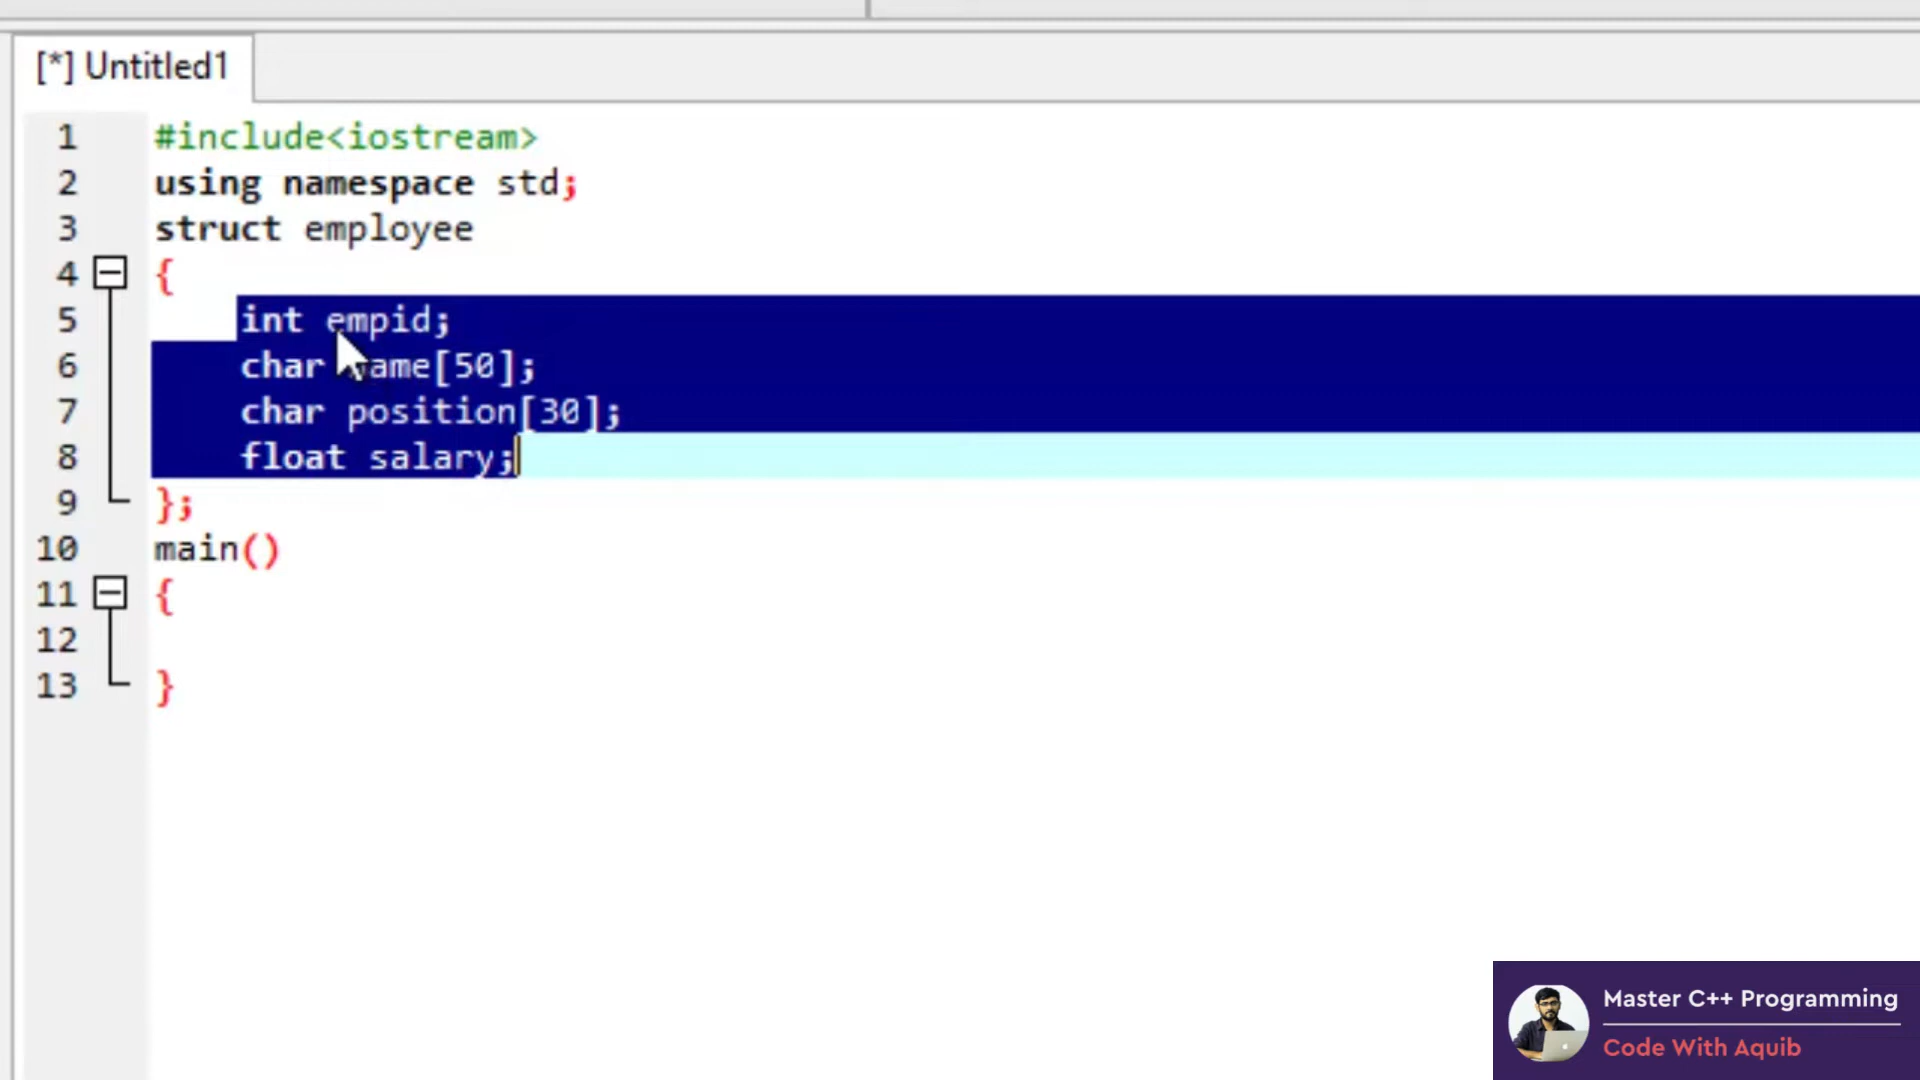 [*] Untitled1
1 #include<iostream>
2 using namespace std;
3 struct employee
4 {
5 int empid;
6 char name[50];
7 char position[30];
8 float salary;
9 };
10 main()
11 {
12
13 }
Master C++ Programming
Code With Aquib